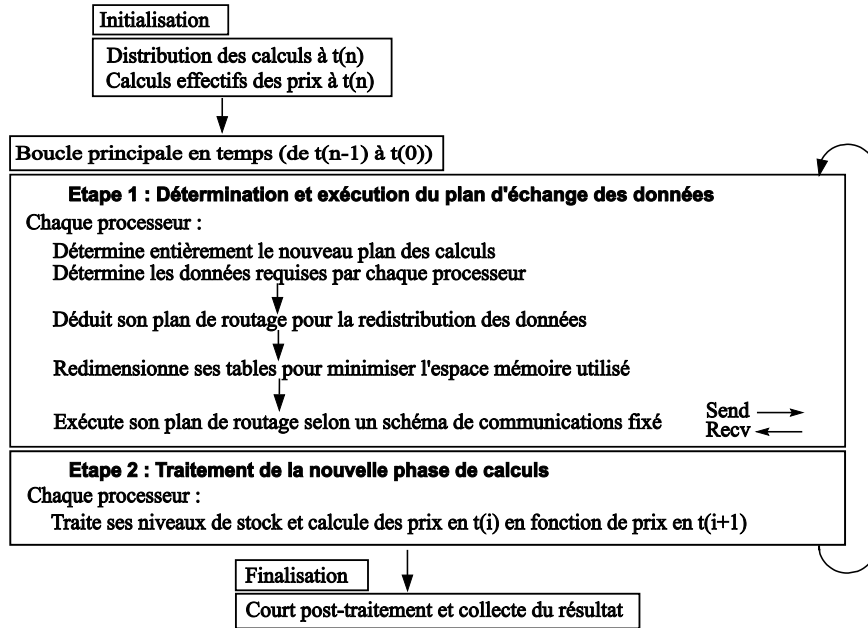 Initialisation
Distribution des calculs à t(n)
Calculs effectifs des prix à t(n)
Boucle principale en temps (de t(n-1) à t(0))
Etape 1 : Détermination et exécution du plan d'échange des données
Chaque processeur :
Détermine entièrement le nouveau plan des calculs
Détermine les données requises par chaque processeur
Déduit son plan de routage pour la redistribution des données
Redimensionne ses tables pour minimiser l'espace mémoire utilisé
Exécute son plan de routage selon un schéma de communications fixé
Send
Recv
Etape 2 : Traitement de la nouvelle phase de calculs
Chaque processeur :
Traite ses niveaux de stock et calcule des prix en t(i) en fonction de prix en t(i+1)
Finalisation
Court post-traitement et collecte du résultat